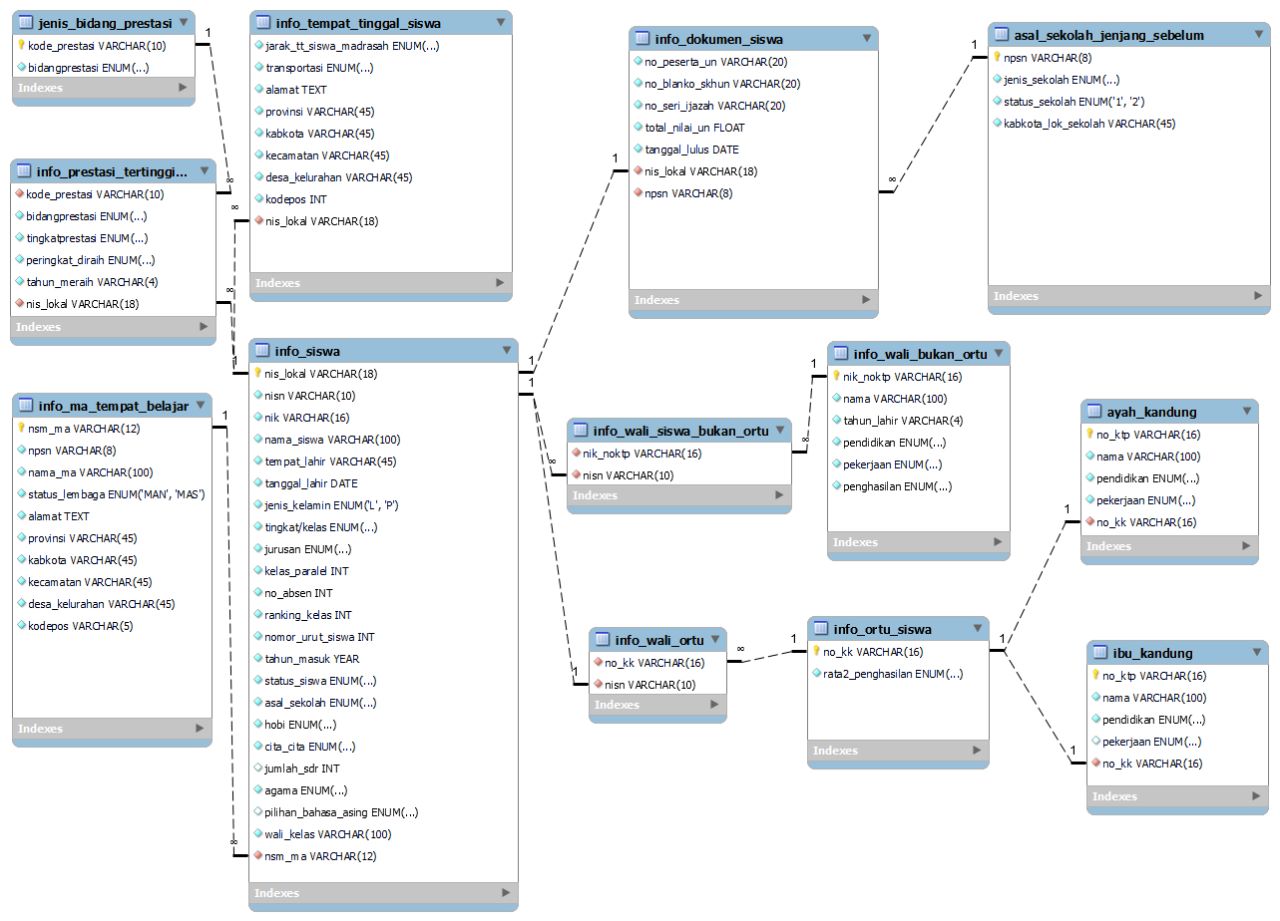 jenis_bidang_prestasi
kode_prestasi VARCHAR(10)
bidangprestasi ENUM(...)
Indexes
1
∞
info_tempat_tinggal_siswa
jarak_tt_siswa_madrasah ENUM(...)
transportasi ENUM(...)
alamat TEXT
provinsi VARCHAR(45)
kabkota VARCHAR(45)
kecamatan VARCHAR(45)
desa_kelurahan VARCHAR(45)
kodepos INT
nis_lokal VARCHAR(18)
Indexes
∞
1
info_dokumen_siswa
no_peserta_un VARCHAR(20)
no_blanko_skhun VARCHAR(20)
no_seri_ijazah VARCHAR(20)
total_nilai_un FLOAT
tanggal_lulus DATE
nis_lokal VARCHAR(18)
npsn VARCHAR(8)
Indexes
1
∞
asal_sekolah_jenjang_sebelum
npsn VARCHAR(8)
jenis_sekolah ENUM(...)
status_sekolah ENUM('1', '2')
kabkota_lok_sekolah VARCHAR(45)
Indexes
1
info_prestasi_tertinggi...
kode_prestasi VARCHAR(10)
bidangprestasi ENUM(...)
tingkatprestasi ENUM(...)
peringkat_diraih ENUM(...)
tahun_meraih VARCHAR(4)
nis_lokal VARCHAR(18)
Indexes
∞
info_siswa
nis_lokal VARCHAR(18)
nisn VARCHAR(10)
nik VARCHAR(16)
nama_siswa VARCHAR(100)
tempat_lahir VARCHAR(45)
tanggal_lahir DATE
jenis_kelamin ENUM('L', 'P')
tingkat/kelas ENUM(...)
jurusan ENUM(...)
kelas_paralel INT
no_absen INT
ranking_kelas INT
nomor_urut_siswa INT
tahun_masuk YEAR
status_siswa ENUM(...)
asal_sekolah ENUM(...)
hobi ENUM(...)
cita_cita ENUM(...)
jumlah_sdr INT
agama ENUM(...)
pilihan_bahasa_asing ENUM(...)
wali_kelas VARCHAR(100)
nsm_ma VARCHAR(12)
Indexes
1
1
∞
info_ma_tempat_belajar
nsm_ma VARCHAR(12)
npsn VARCHAR(8)
nama_ma VARCHAR(100)
status_lembaga ENUM('MAN', 'MAS')
alamat TEXT
provinsi VARCHAR(45)
kabkota VARCHAR(45)
kecamatan VARCHAR(45)
desa_kelurahan VARCHAR(45)
kodepos VARCHAR(5)
Indexes
1
info_wali_siswa_bukan_ortu
nik_noktp VARCHAR(16)
nisn VARCHAR(10)
Indexes
∞
∞
info_wali_bukan_ortu
nik_noktp VARCHAR(16)
nama VARCHAR(100)
tahun_lahir VARCHAR(4)
pendidikan ENUM(...)
pekerjaan ENUM(...)
penghasilan ENUM(...)
Indexes
1
ayah_kandung
no_ktp VARCHAR(16)
nama VARCHAR(100)
pendidikan ENUM(...)
pekerjaan ENUM(...)
no_kk VARCHAR(16)
Indexes
1
info_wali_ortu
no_kk VARCHAR(16)
nisn VARCHAR(10)
Indexes
1
∞
info_ortu_siswa
no_kk VARCHAR(16)
rata2_penghasilan ENUM(...)
Indexes
1
1
ibu_kandung
no_ktp VARCHAR(16)
nama VARCHAR(100)
pendidikan ENUM(...)
pekerjaan ENUM(...)
no_kk VARCHAR(16)
Indexes
1